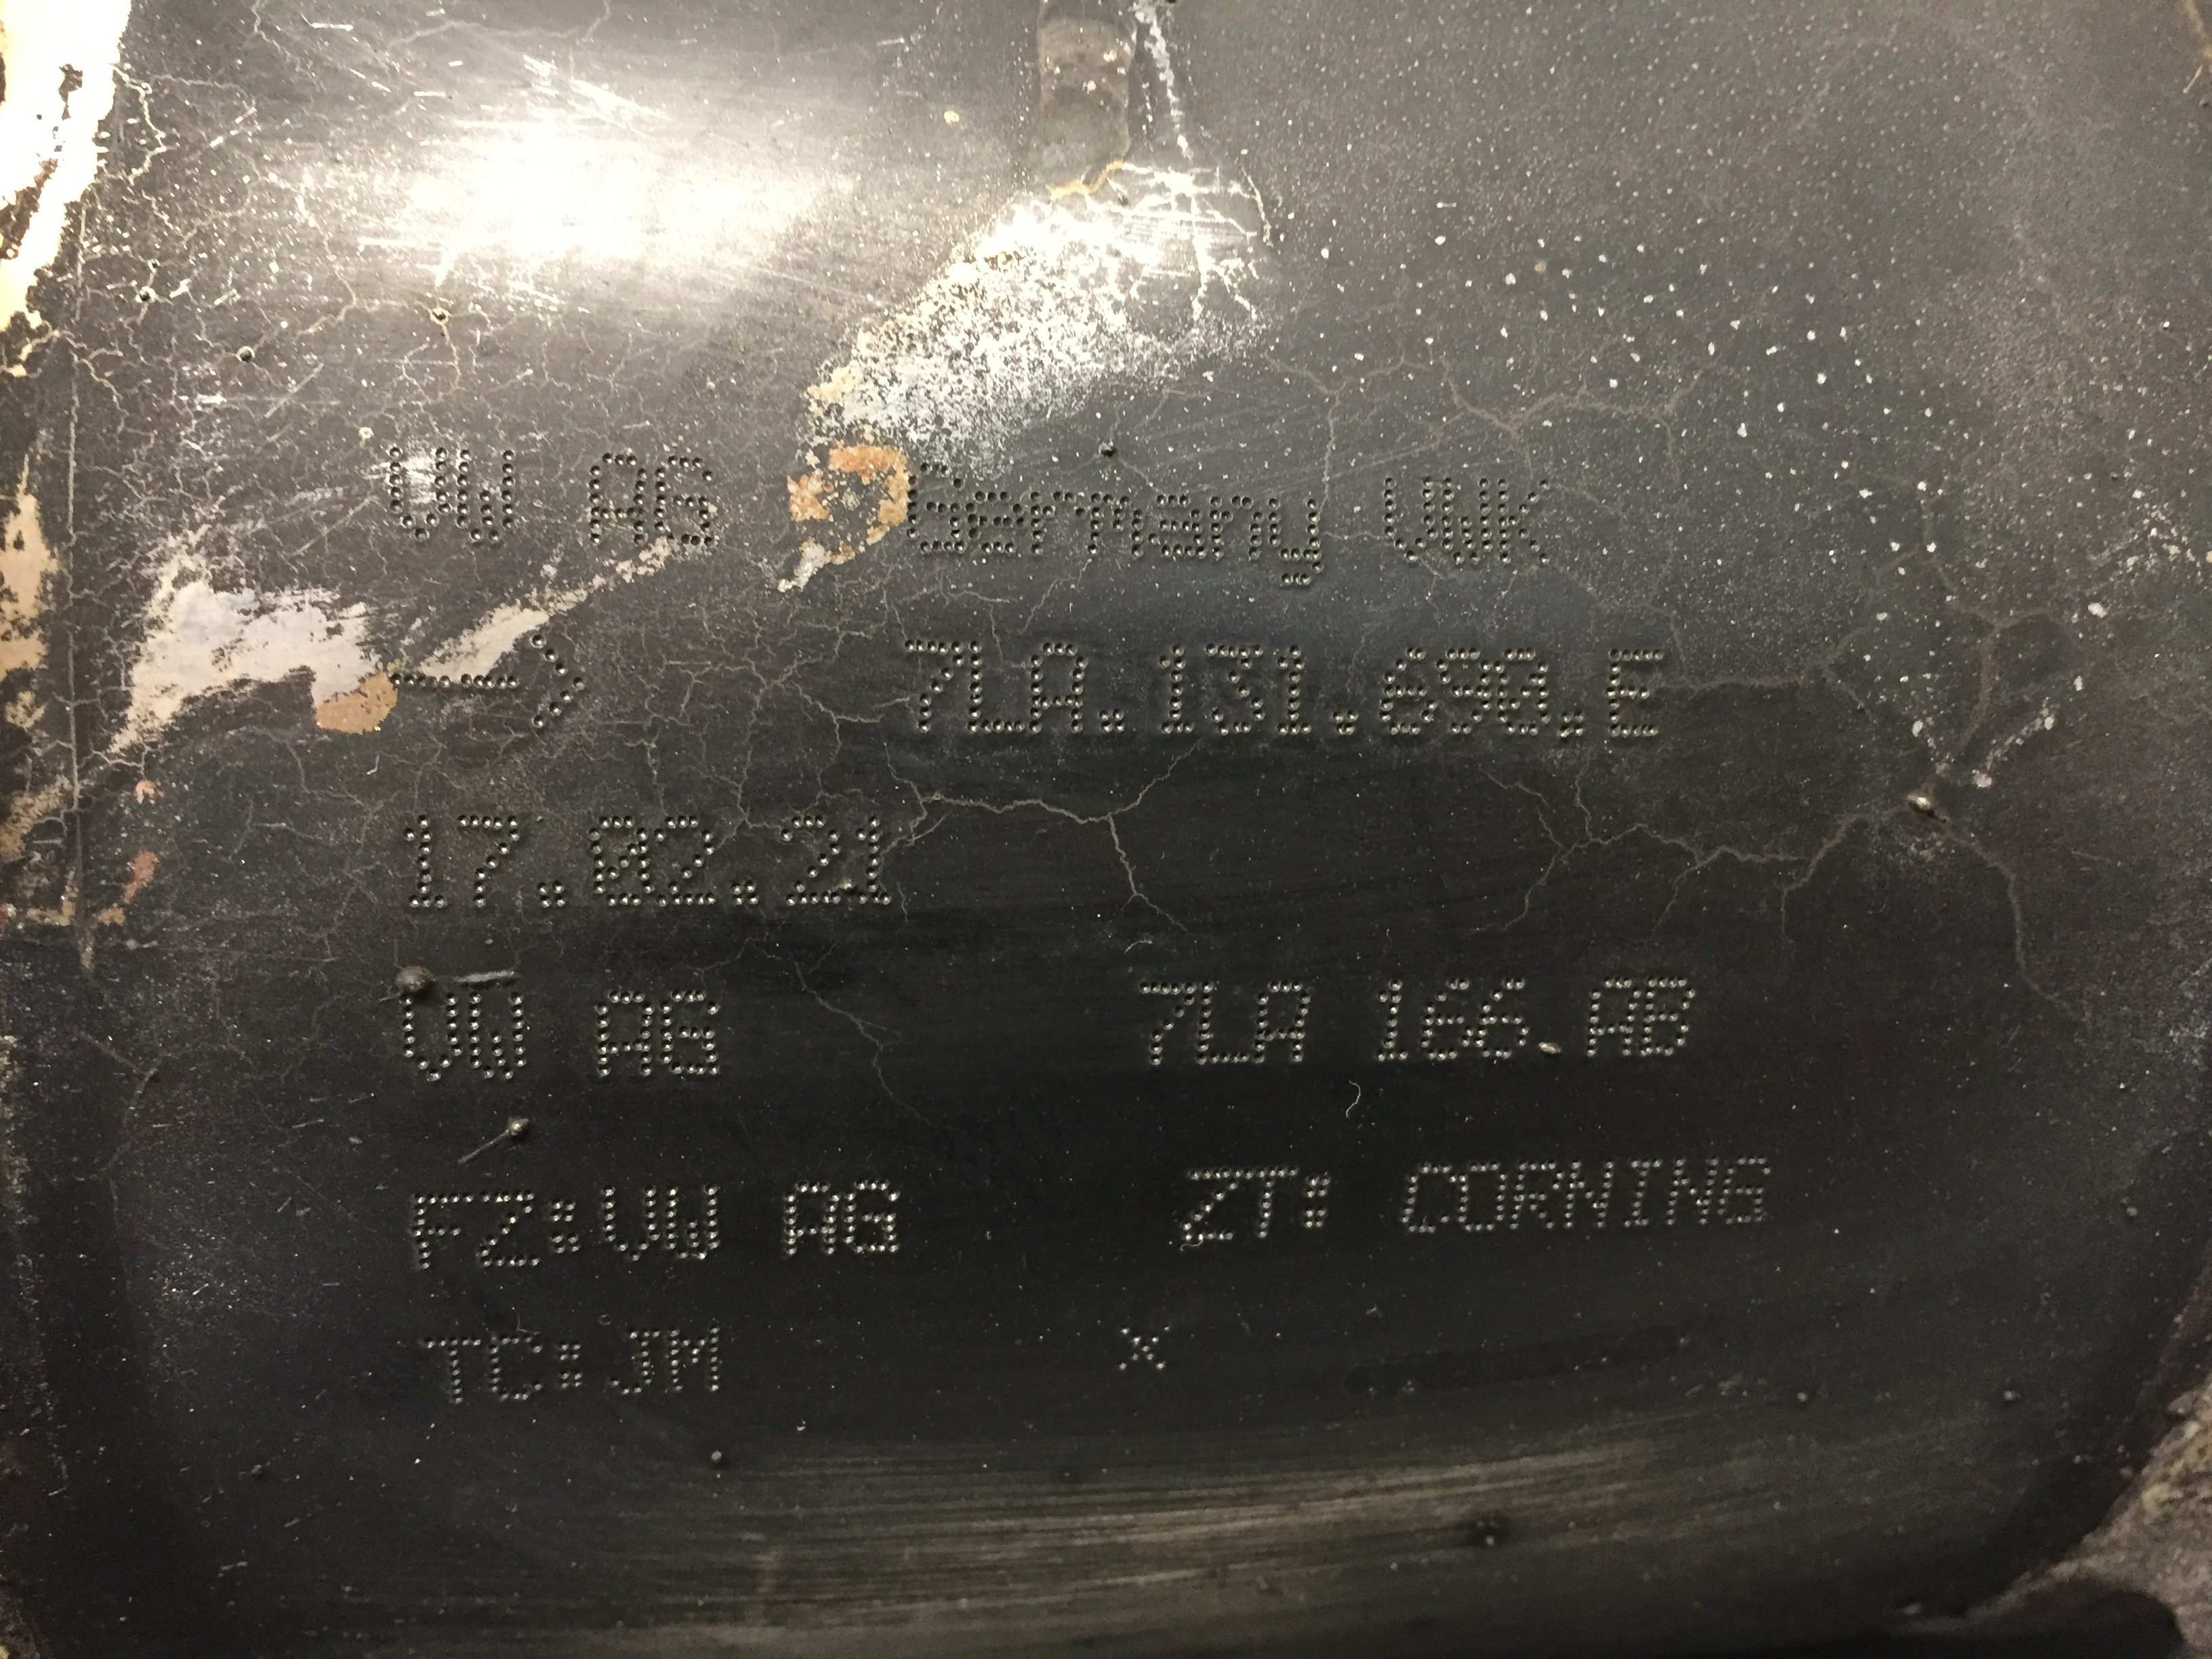 VW AG Germany VWK
--> 7LA.131.690.E
17.02.21
VW AG 7LA 166.AB
FZ:VW AG ZT: CORNING
TC:JM X